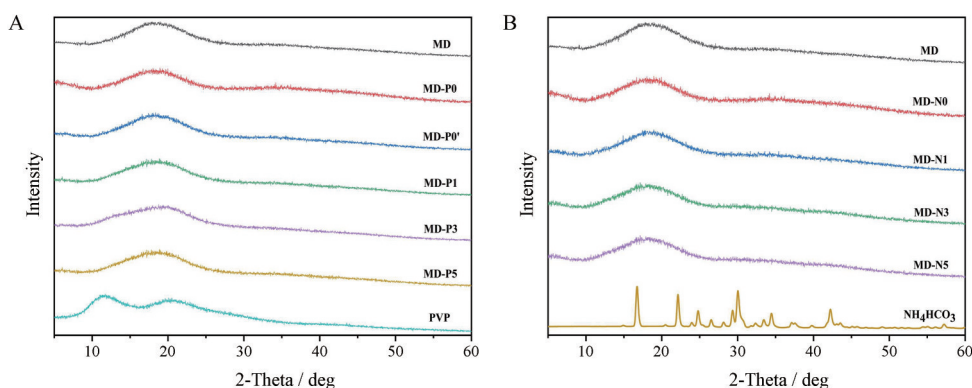 A
MD
MD-P0
MD-P0'
MD-P1
MD-P3
MD-P5
PVP
Intensity
10 20 30 40 50 60
2-Theta / deg
B
MD
MD-N0
MD-N1
MD-N3
MD-N5
NH4HCO3
Intensity
10 20 30 40 50 60
2-Theta / deg